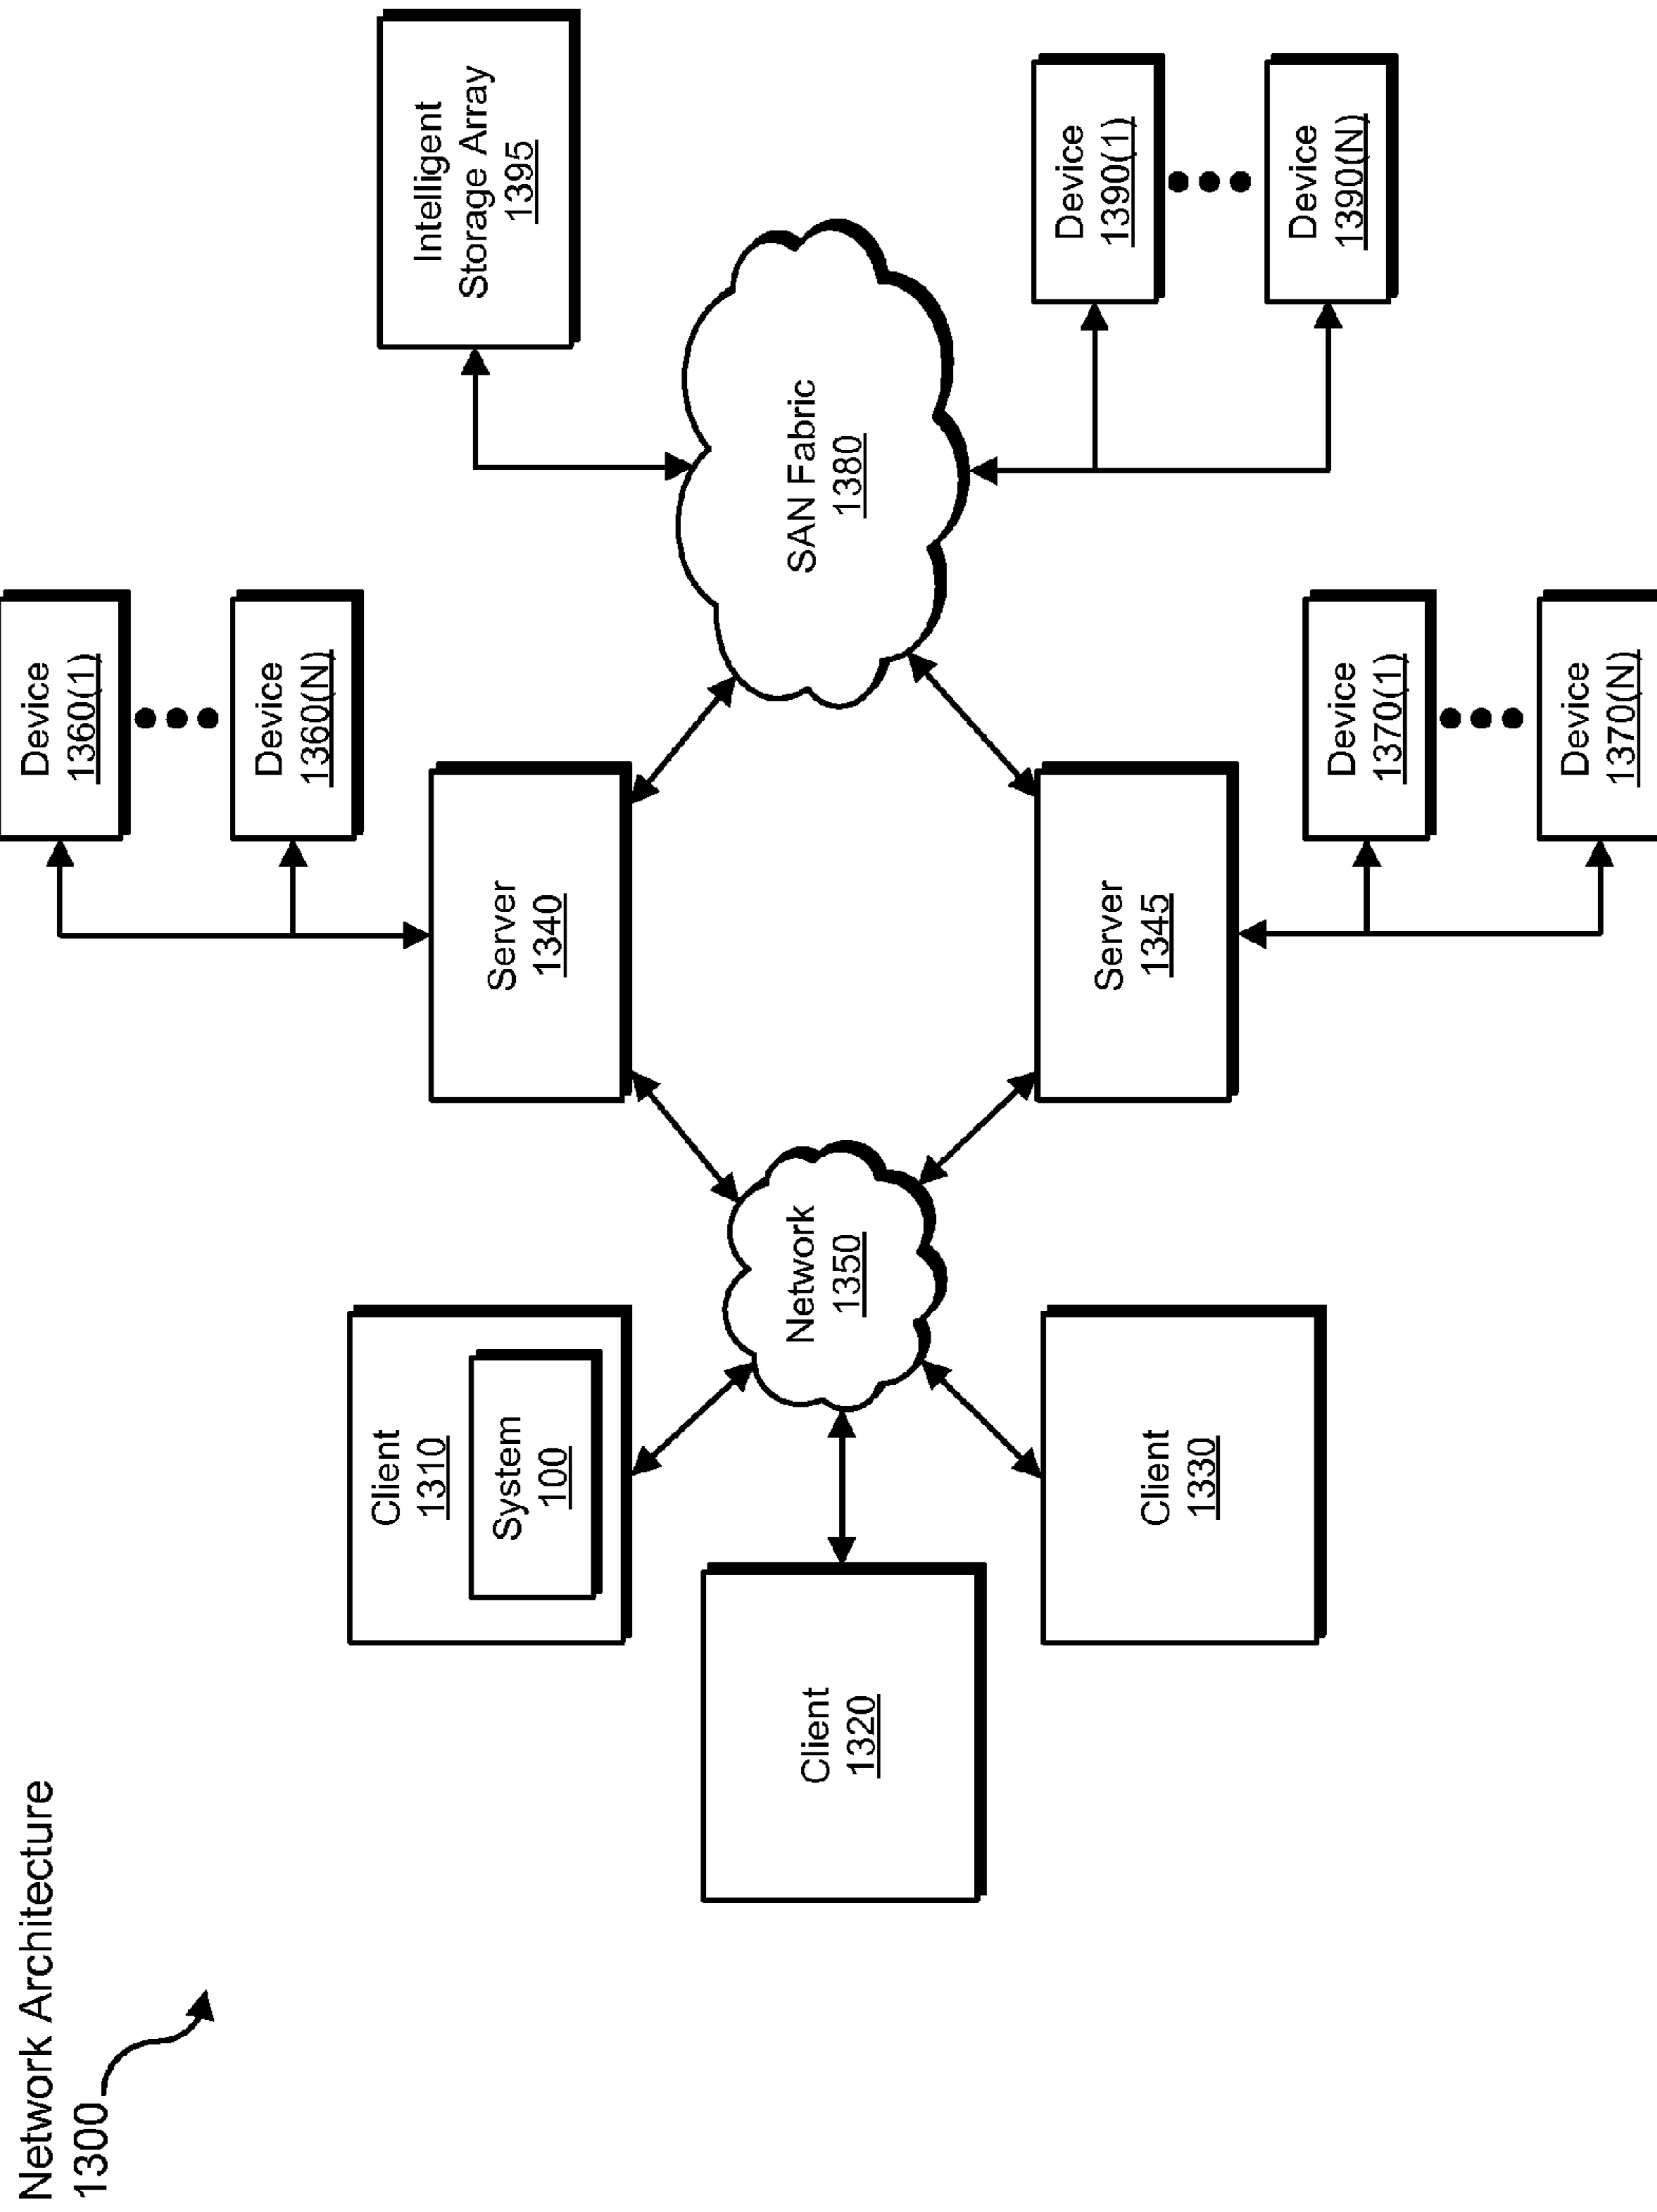 Network Architecture
1300
Client
1310
System
100
Client
1320
Client
1330
Network
1350
Server
1340
Server
1345
Device
1360(1)
Device
1360(N)
Device
1370(1)
Device
1370(N)
SAN Fabric
1380
Intelligent
Storage Array
1395
Device
1390(1)
Device
1390(N)